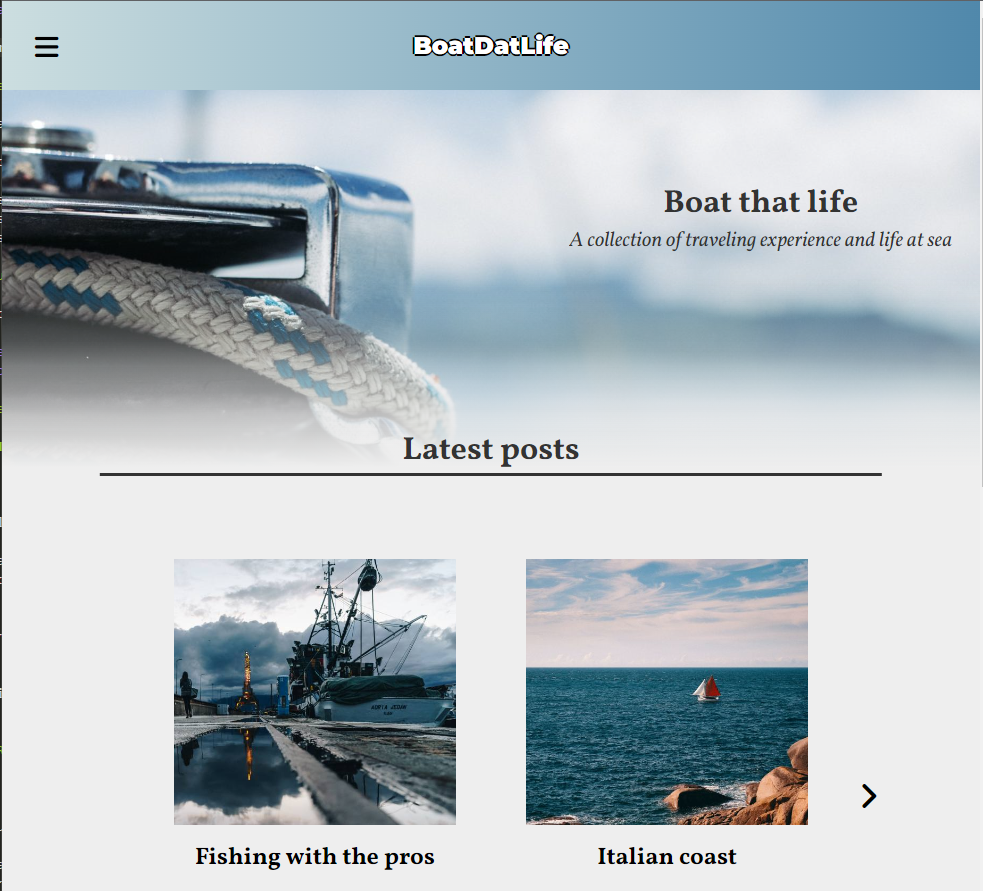 BoatDatLife
Boat that life
A collection of traveling experience and life at sea
Latest posts
Fishing with the pros
Italian coast